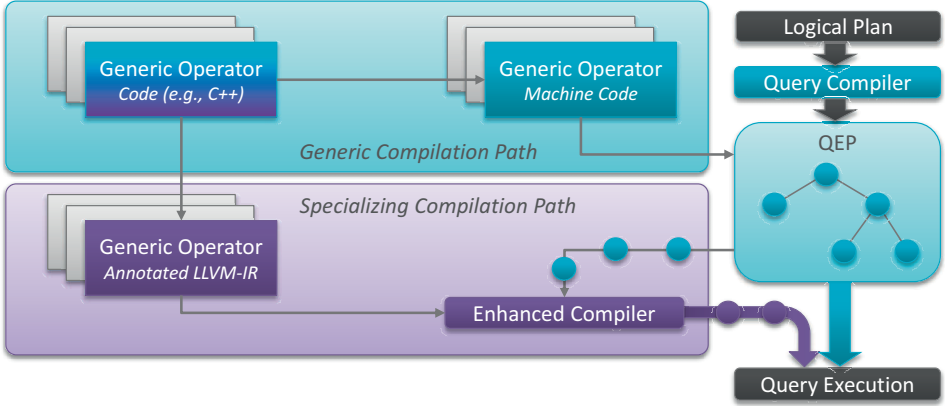 Generic Operator
Code (e.g., C++)
Generic Operator
Machine Code
Generic Compilation Path
Logical Plan
Query Compiler
QEP
Specializing Compilation Path
Generic Operator
Annotated LLVM-IR
Enhanced Compiler
Query Execution